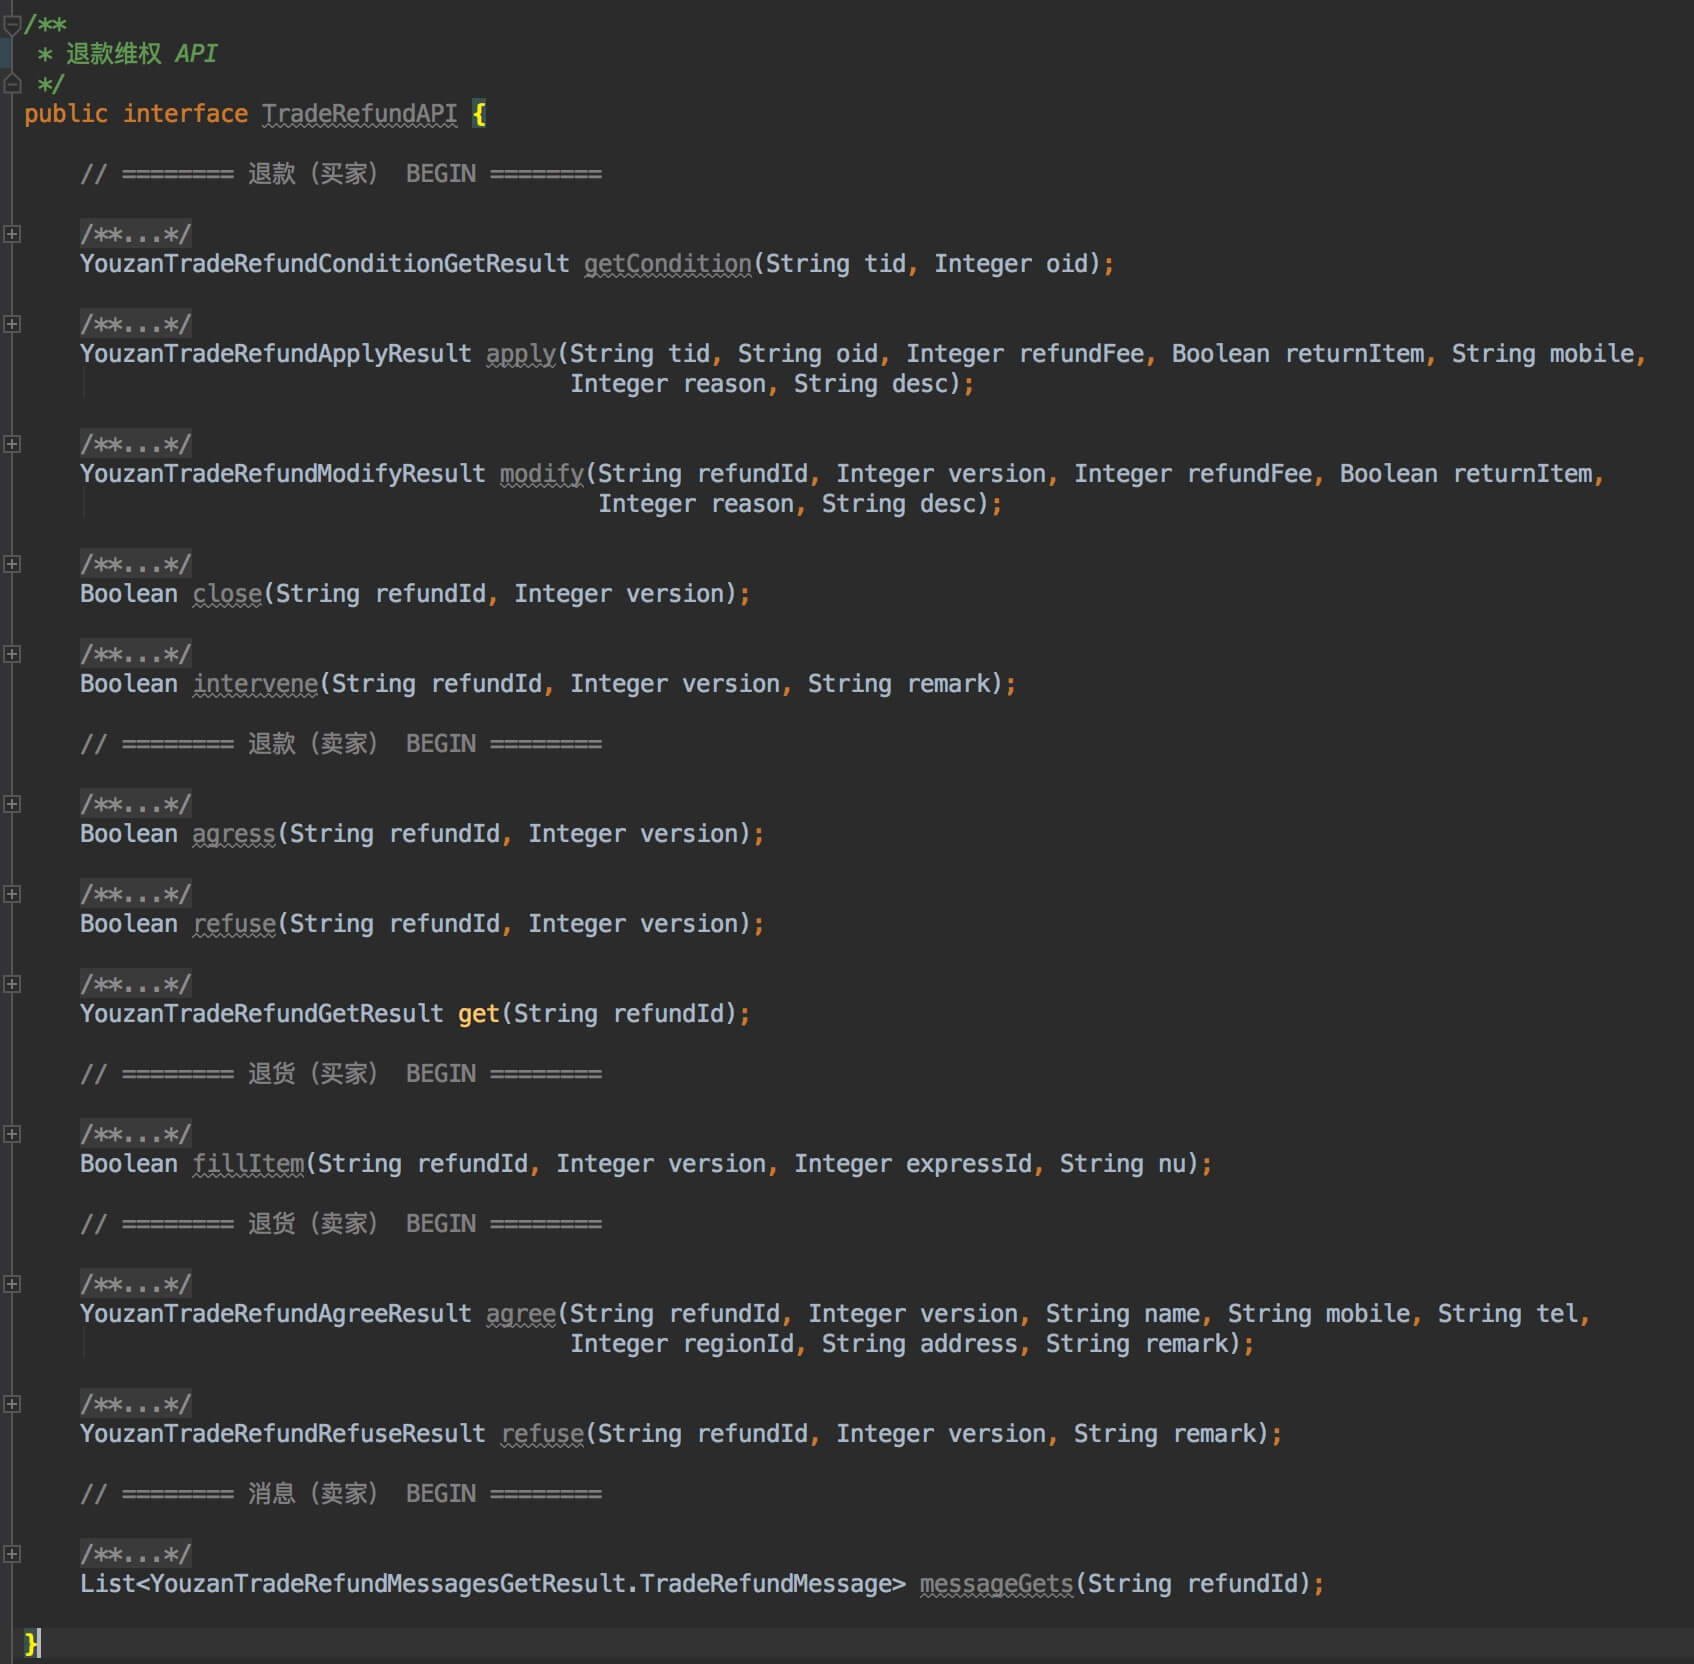 /**
 * 退款维权 API
 */
public interface TradeRefundAPI {
// ======== 退款（买家） BEGIN ========
/**...*/
YouzanTradeRefundConditionGetResult getCondition(String tid, Integer oid);
/**...*/
YouzanTradeRefundApplyResult apply(String tid, String oid, Integer refundFee, Boolean returnItem, String mobile,
Integer reason, String desc);
/**...*/
YouzanTradeRefundModifyResult modify(String refundId, Integer version, Integer refundFee, Boolean returnItem,
Integer reason, String desc);
/**...*/
Boolean close(String refundId, Integer version);
/**...*/
Boolean intervene(String refundId, Integer version, String remark);
// ======== 退款（卖家） BEGIN ========
/**...*/
Boolean agress(String refundId, Integer version);
/**...*/
Boolean refuse(String refundId, Integer version);
/**...*/
YouzanTradeRefundGetResult get(String refundId);
// ======== 退货（买家） BEGIN ========
/**...*/
Boolean fillItem(String refundId, Integer version, Integer expressId, String nu);
// ======== 退货（卖家） BEGIN ========
/**...*/
YouzanTradeRefundAgreeResult agree(String refundId, Integer version, String name, String mobile, String tel,
Integer regionId, String address, String remark);
/**...*/
YouzanTradeRefundRefuseResult refuse(String refundId, Integer version, String remark);
// ======== 消息（卖家） BEGIN ========
/**...*/
List<YouzanTradeRefundMessagesGetResult.TradeRefundMessage> messageGets(String refundId);
}